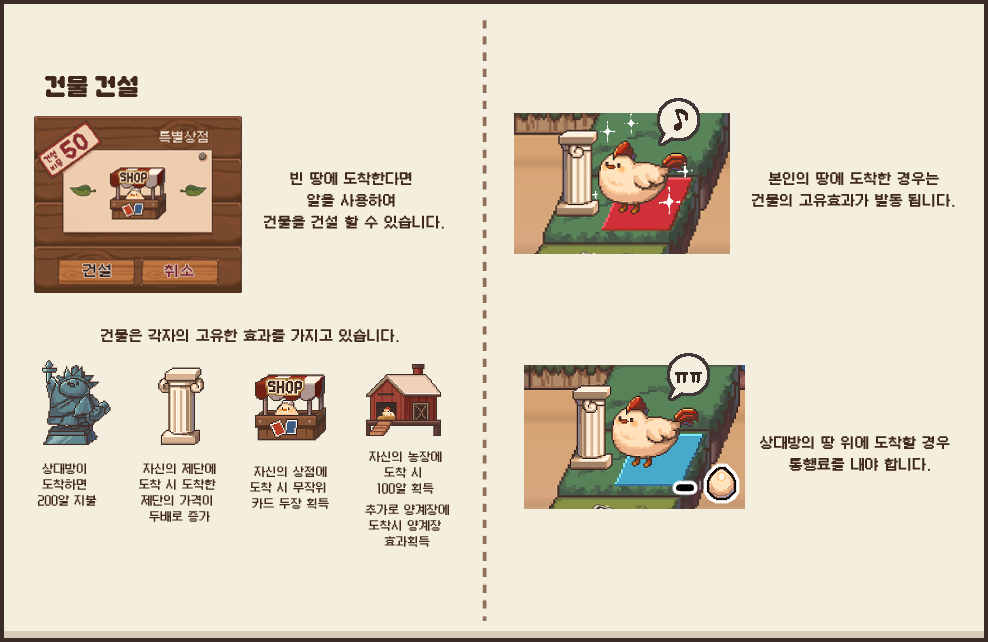 건물 건설
건설
비용 50
특별상점
SHOP
건설
취소
빈 땅에 도착한다면
알을 사용하여
건물을 건설 할 수 있습니다.
건물은 각자의 고유한 효과를 가지고 있습니다.
상대방이
도착하면
200알 지불
자신의 제단에
도착 시 도착한
제단의 가격이
두배로 증가
SHOP
자신의 상점에
도착 시 무작위
카드 두장 획득
자신의 농장에
도착 시
100알 획득
추가로 양계장에
도착시 양계장
효과획득
본인의 땅에 도착한 경우는
건물의 고유효과가 발동 됩니다.
ㅠㅠ
상대방의 땅 위에 도착할 경우
통행료를 내야 합니다.